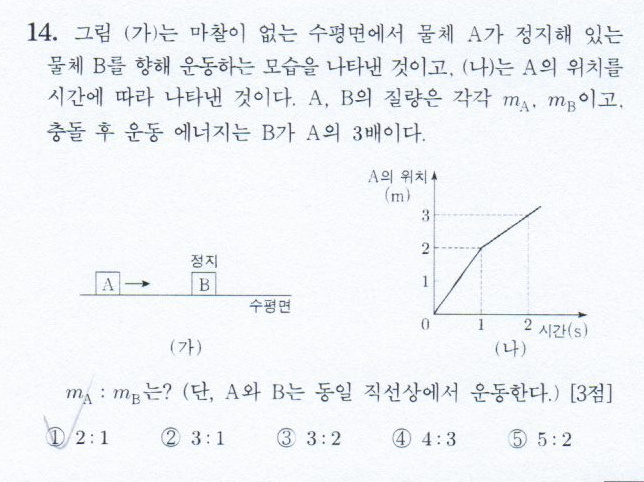 14. 그림 (가)는 마찰이 없는 수평면에서 물체 A가 정지해 있는
물체 B를 향해 운동하는 모습을 나타낸 것이고, (나)는 A의 위치를
시간에 따라 나타낸 것이다. A, B의 질량은 각각 mA, mB이고,
충돌 후 운동 에너지는 B가 A의 3배이다.
A의 위치
(m)
3
2
1
0 1 2 시간(s)
(나)
정지
A B
수평면
(가)
mA : mB는? (단, A와 B는 동일 직선상에서 운동한다.) [3점]
① 2 : 1 ② 3 : 1 ③ 3 : 2 ④ 4 : 3 ⑤ 5 : 2